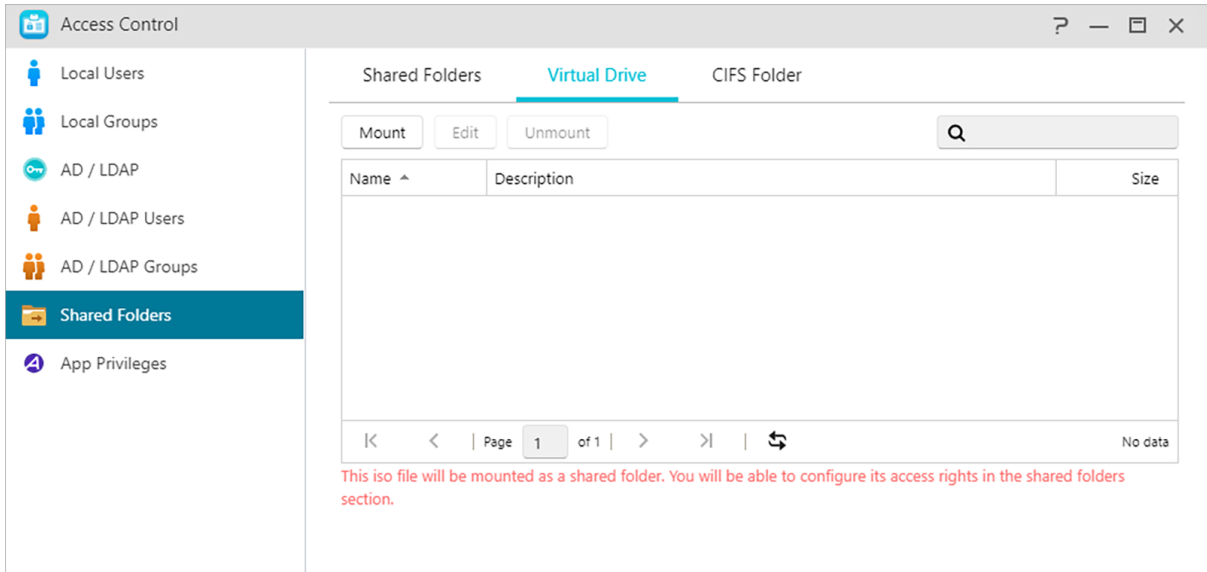 Access Control
Local Users
Local Groups
AD / LDAP
AD / LDAP Users
AD / LDAP Groups
Shared Folders
App Privileges
Shared Folders Virtual Drive CIFS Folder
Mount Edit Unmount
Name Description Size
Page 1 of 1 No data
This iso file will be mounted as a shared folder. You will be able to configure its access rights in the shared folders
section.